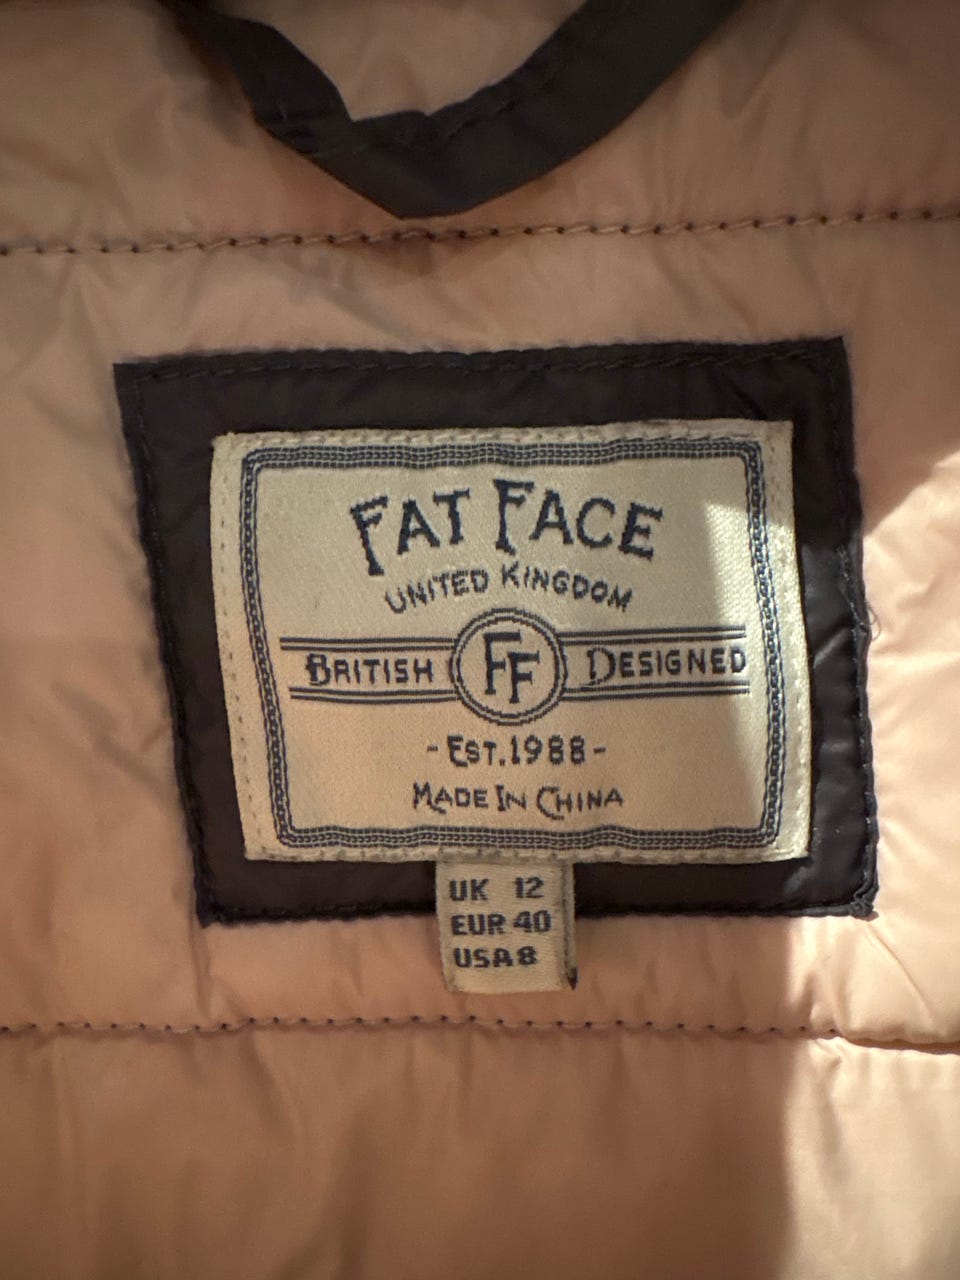 FAT FACE
UNITED KINGDOM
BRITISH FF DESIGNED
- EST. 1988 -
MADE IN CHINA
UK 12
EUR 40
USA 8